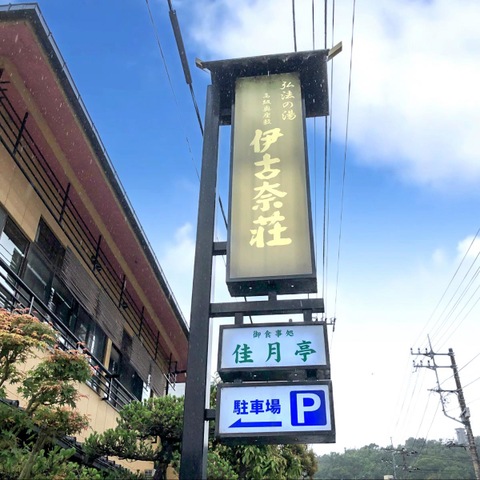 弘法の湯
伊古奈荘
御食事処
佳月亭
駐車場 P